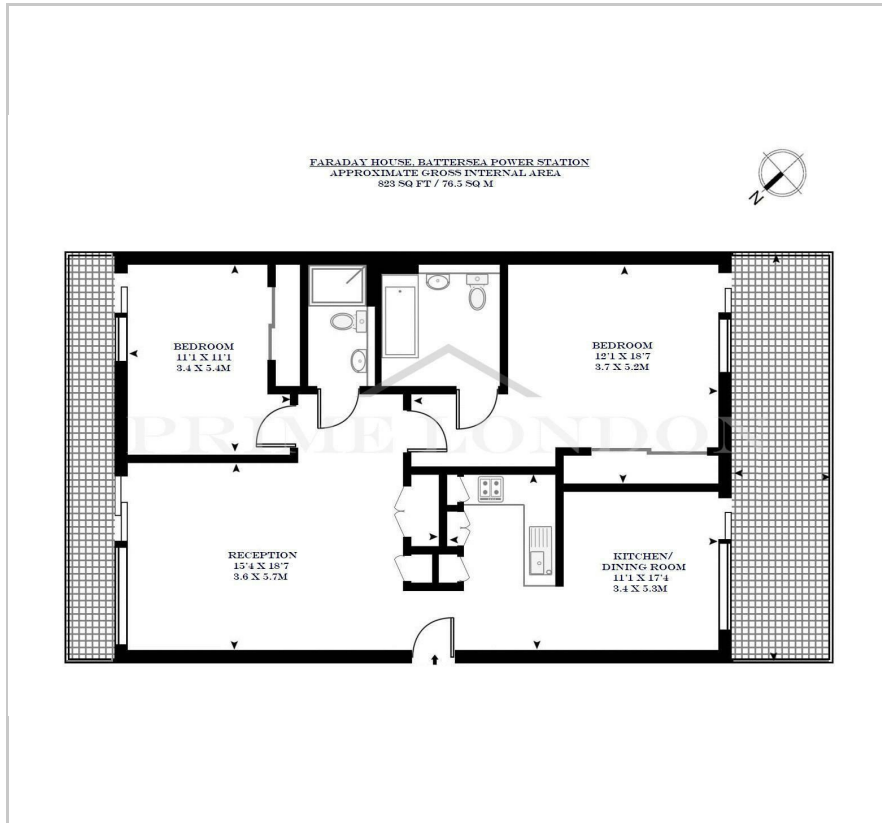 FARADAY HOUSE, BATTERSEA POWER STATION
APPROXIMATE GROSS INTERNAL AREA
823 SQ FT / 76.5 SQ M
N
BEDROOM
11'1 X 11'1
3.4 X 5.4M
BEDROOM
12'1 X 18'7
3.7 X 5.2M
PRIME LONDON
RECEPTION
15'4 X 18'7
3.6 X 5.7M
KITCHEN/
DINING ROOM
11'1 X 17'4
3.4 X 5.3M